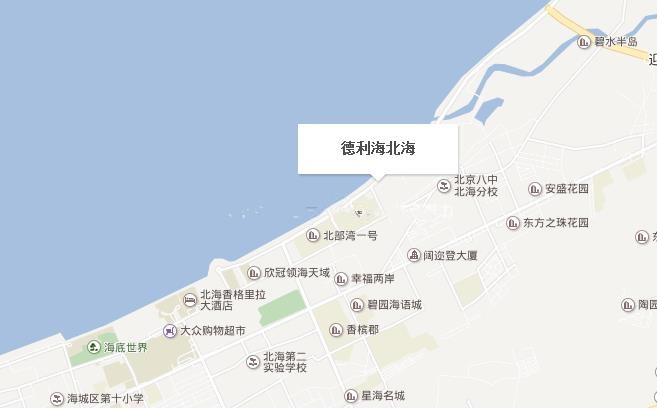 碧水半岛
迎
德利海北海
北京八中
北海分校
安盛花园
东方之珠花园
北部湾一号
阔迩登大厦
欣冠领海天域
幸福两岸
北海香格里拉
大酒店
碧园海语城
陶园
大众购物超市
香槟郡
海底世界
北海第二
实验学校
海城区第十小学
星海名城